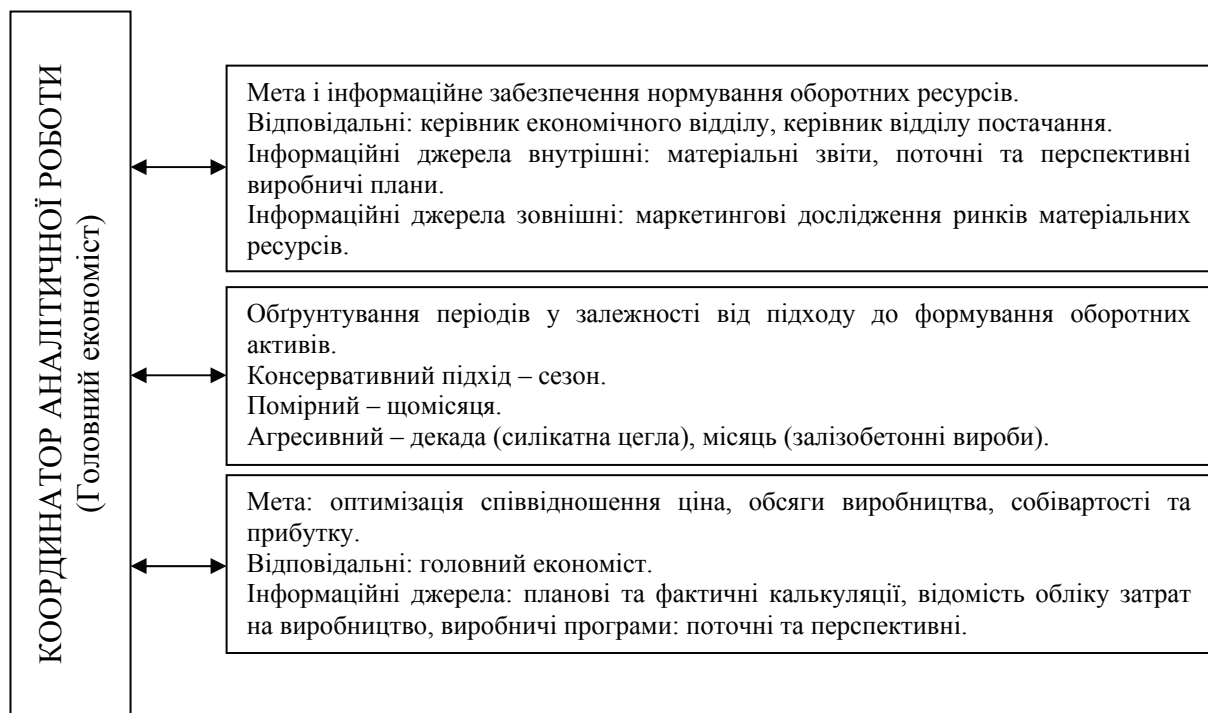 КООРДИНАТОР АНАЛІТИЧНОЇ РОБОТИ
(Головний економіст)
Мета і інформаційне забезпечення нормування оборотних ресурсів.
Відповідальні: керівник економічного відділу, керівник відділу постачання.
Інформаційні джерела внутрішні: матеріальні звіти, поточні та перспективні
виробничі плани.
Інформаційні джерела зовнішні: маркетингові дослідження ринків матеріальних
ресурсів.
Обґрунтування періодів у залежності від підходу до формування оборотних
активів.
Консервативний підхід – сезон.
Помірний – щомісяця.
Агресивний – декада (силікатна цегла), місяць (залізобетонні вироби).
Мета: оптимізація співвідношення ціна, обсяги виробництва, собівартості та
прибутку.
Відповідальні: головний економіст.
Інформаційні джерела: планові та фактичні калькуляції, відомість обліку затрат
на виробництво, виробничі програми: поточні та перспективні.